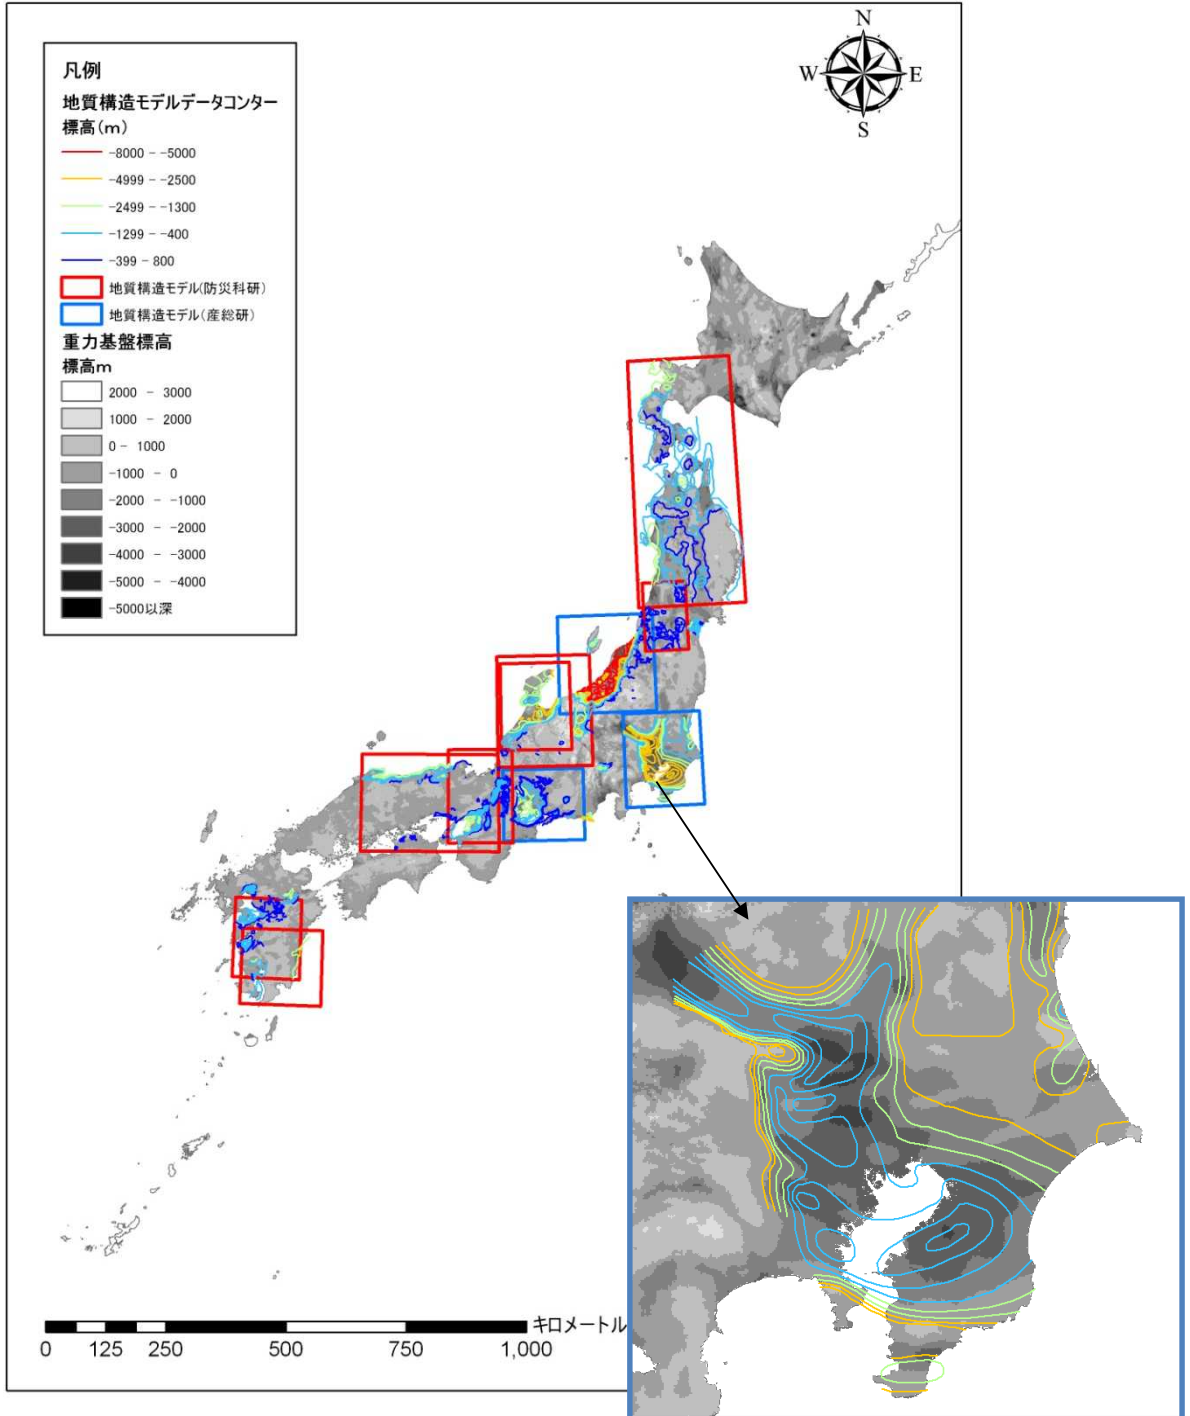 N
W
E
S
凡例
地質構造モデルデータコンター
標高(m)
-8000 - -5000
-4999 - -2500
-2499 - -1300
-1299 - -400
-399 - 800
地質構造モデル(防災科研)
地質構造モデル(産総研)
重力基盤標高
標高m
2000 - 3000
1000 - 2000
0 - 1000
-1000 - 0
-2000 - -1000
-3000 - -2000
-4000 - -3000
-5000 - -4000
-5000以深
キロメートル
0 125 250 500 750 1,000